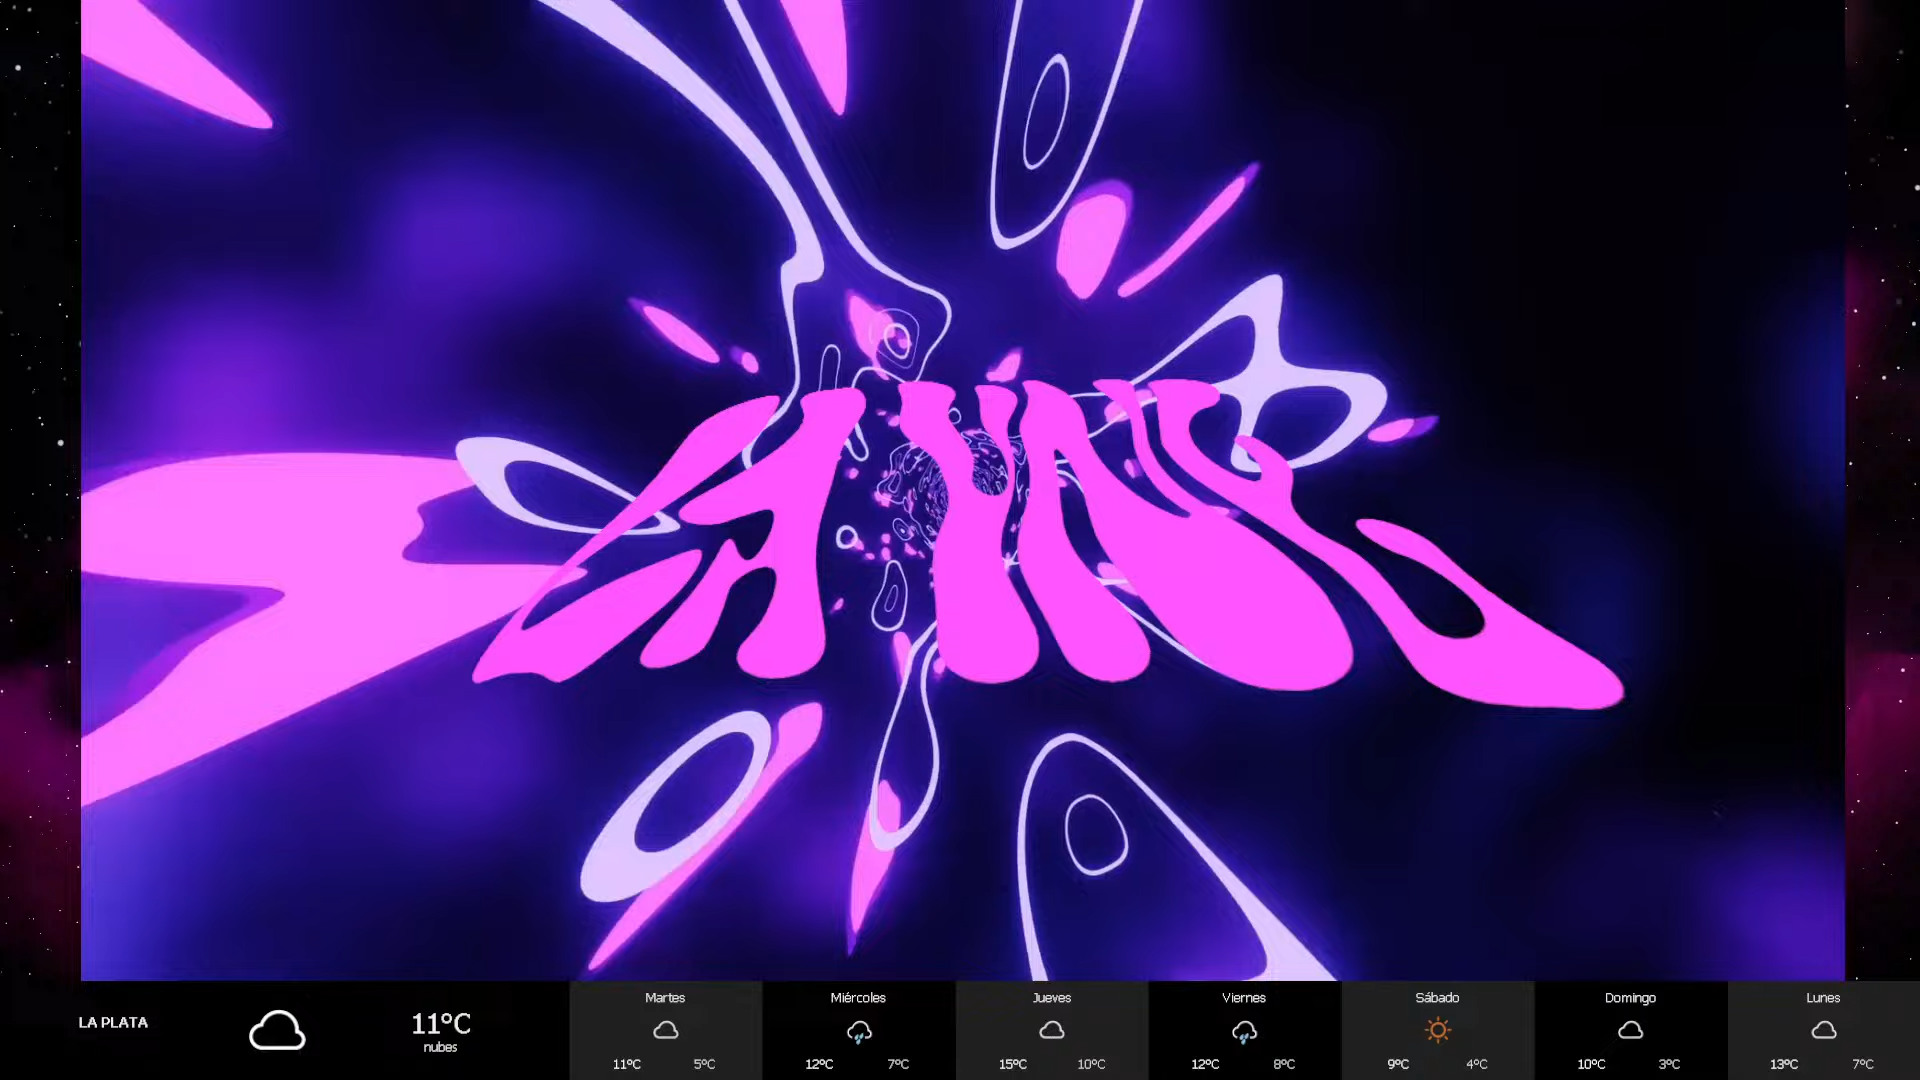 LA PLATA
11°C
nubes
Martes
11°C 5°C
Miércoles
12°C 7°C
Jueves
15°C 10°C
Viernes
12°C 8°C
Sábado
9°C 4°C
Domingo
10°C 3°C
Lunes
13°C 7°C